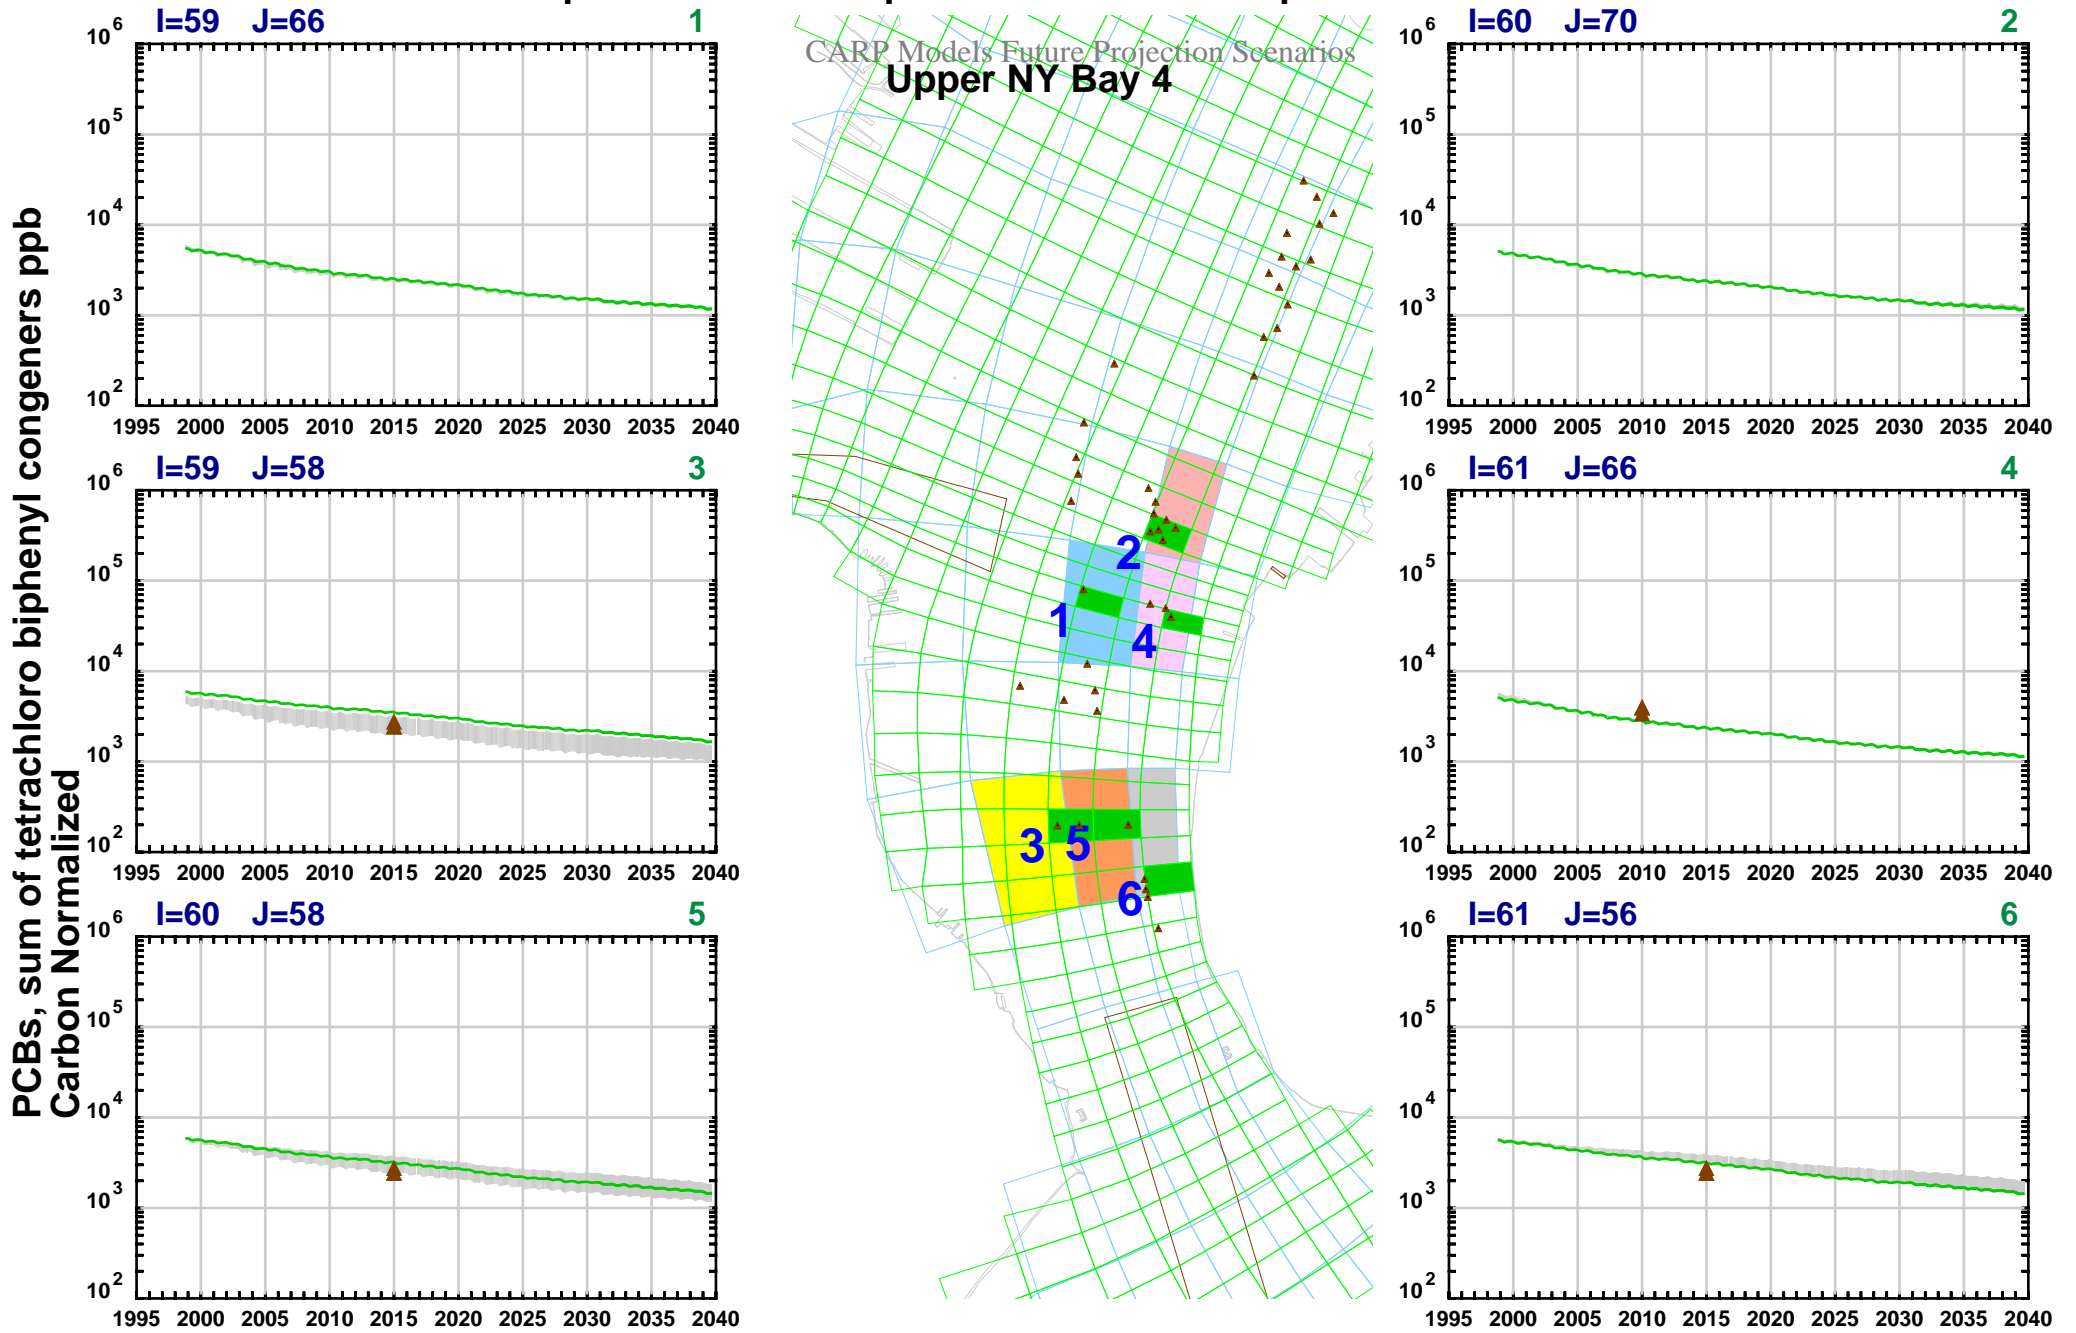 CARP Models Future Projection Scenarios
Upper NY Bay 4
PCBs, sum of tetrachloro biphenyl congeners ppb
Carbon Normalized
I=59 J=66 1
10^6
10^5
10^4
10^3
10^2
1995 2000 2005 2010 2015 2020 2025 2030 2035 2040
I=60 J=70 2
10^6
10^5
10^4
10^3
10^2
1995 2000 2005 2010 2015 2020 2025 2030 2035 2040
I=59 J=58 3
10^6
10^5
10^4
10^3
10^2
1995 2000 2005 2010 2015 2020 2025 2030 2035 2040
I=61 J=66 4
10^6
10^5
10^4
10^3
10^2
1995 2000 2005 2010 2015 2020 2025 2030 2035 2040
I=60 J=58 5
10^6
10^5
10^4
10^3
10^2
1995 2000 2005 2010 2015 2020 2025 2030 2035 2040
I=61 J=56 6
10^6
10^5
10^4
10^3
10^2
1995 2000 2005 2010 2015 2020 2025 2030 2035 2040
2
1
4
3 5
6